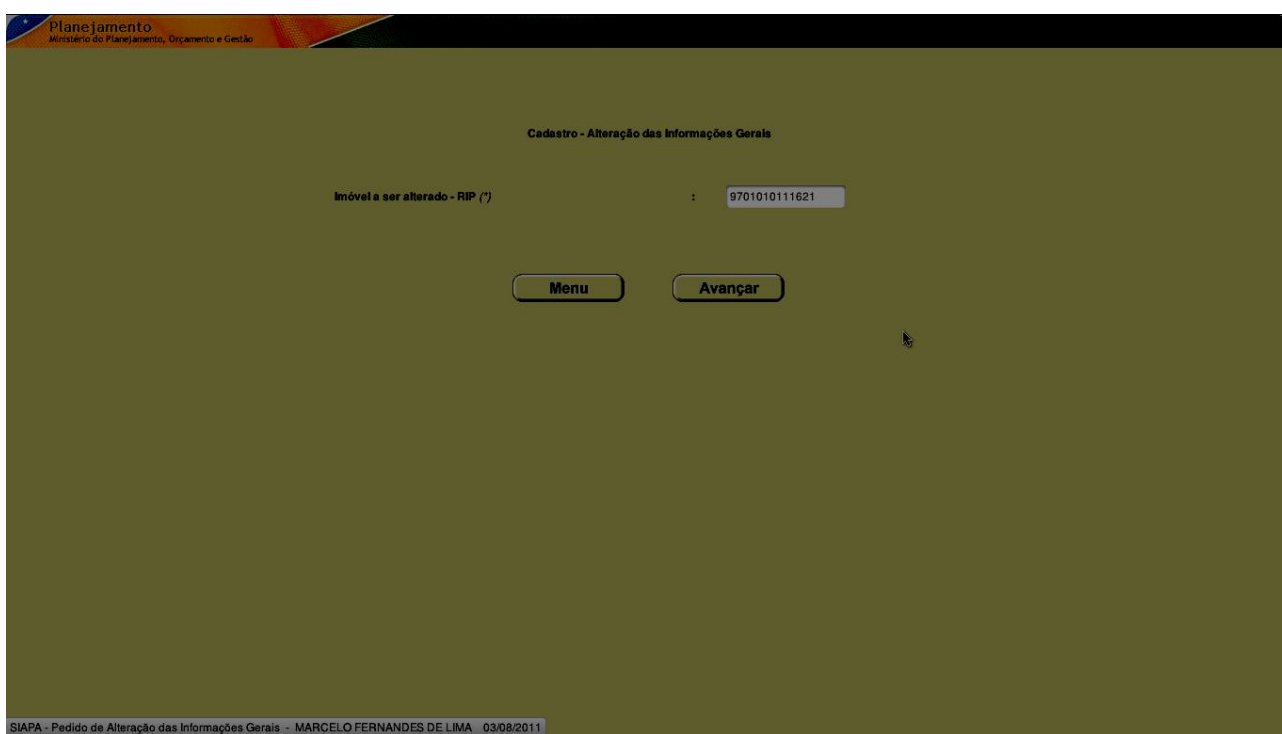 Planejamento
Ministério do Planejamento, Orçamento e Gestão
Cadastro - Alteração das Informações Gerais
Imóvel a ser alterado - RIP (*) : 9701010111621
Menu Avançar
SIAPA - Pedido de Alteração das Informações Gerais - MARCELO FERNANDES DE LIMA 03/08/2011